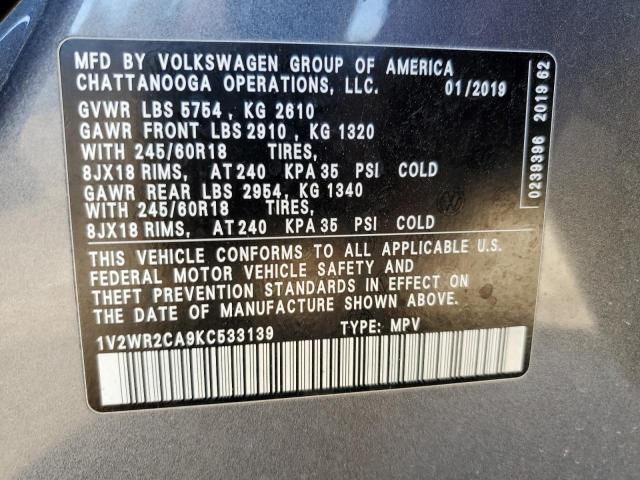 MFD BY VOLKSWAGEN GROUP OF AMERICA
CHATTANOOGA OPERATIONS, LLC. 01/2019
GVWR LBS 5754 , KG 2610
GAWR FRONT LBS 2910 , KG 1320
WITH 245/60R18 TIRES,
8JX18 RIMS, AT 240 KPA 35 PSI COLD
GAWR REAR LBS 2954, KG 1340
WITH 245/60R18 TIRES,
8JX18 RIMS, AT 240 KPA 35 PSI COLD
THIS VEHICLE CONFORMS TO ALL APPLICABLE U.S.
FEDERAL MOTOR VEHICLE SAFETY AND
THEFT PREVENTION STANDARDS IN EFFECT ON
THE DATE OF MANUFACTURE SHOWN ABOVE.
1V2WR2CA9KC533139 TYPE: MPV
0239396 2019 62